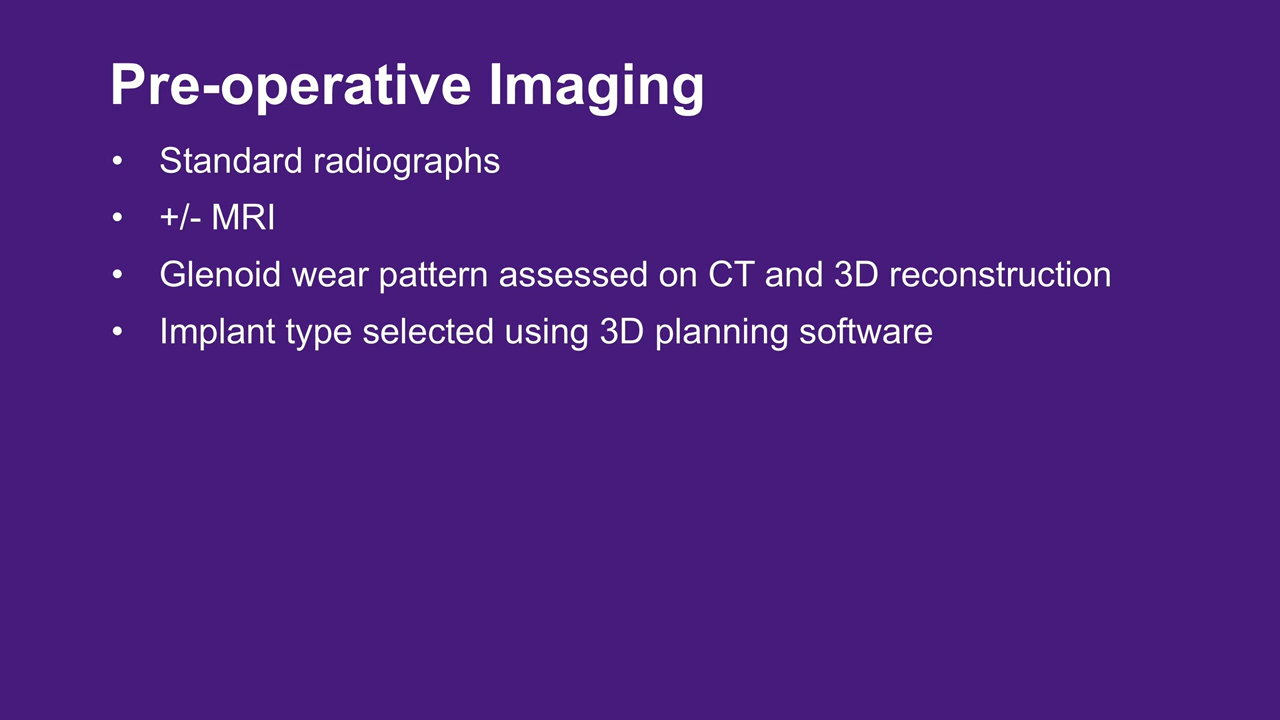 Pre-operative Imaging
• Standard radiographs
• +/- MRI
• Glenoid wear pattern assessed on CT and 3D reconstruction
• Implant type selected using 3D planning software